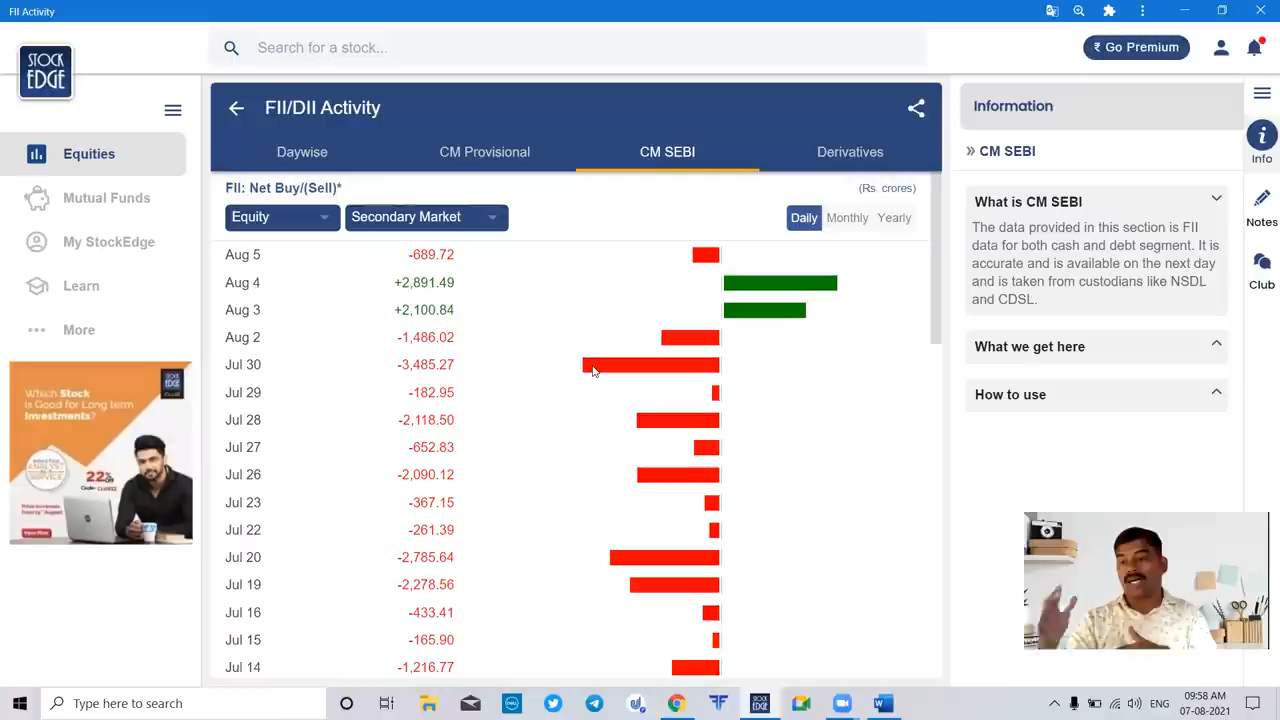 FII Activity
STOCK
EDGE
Search for a stock...
₹ Go Premium
Equities
Mutual Funds
My StockEdge
Learn
More
Which Stock
is Good for Long term
Investments?
22%
FII/DII Activity
Daywise CM Provisional CM SEBI Derivatives
FII: Net Buy/(Sell)* (Rs. crores)
Equity Secondary Market Daily Monthly Yearly
Aug 5 -689.72
Aug 4 +2,891.49
Aug 3 +2,100.84
Aug 2 -1,486.02
Jul 30 -3,485.27
Jul 29 -182.95
Jul 28 -2,118.50
Jul 27 -652.83
Jul 26 -2,090.12
Jul 23 -367.15
Jul 22 -261.39
Jul 20 -2,785.64
Jul 19 -2,278.56
Jul 16 -433.41
Jul 15 -165.90
Jul 14 -1,216.77
Information
» CM SEBI
What is CM SEBI
The data provided in this section is FII
data for both cash and debt segment. It is
accurate and is available on the next day
and is taken from custodians like NSDL
and CDSL.
What we get here
How to use
Info
Notes
Club
Type here to search
ENG
09:58 AM
07-08-2021